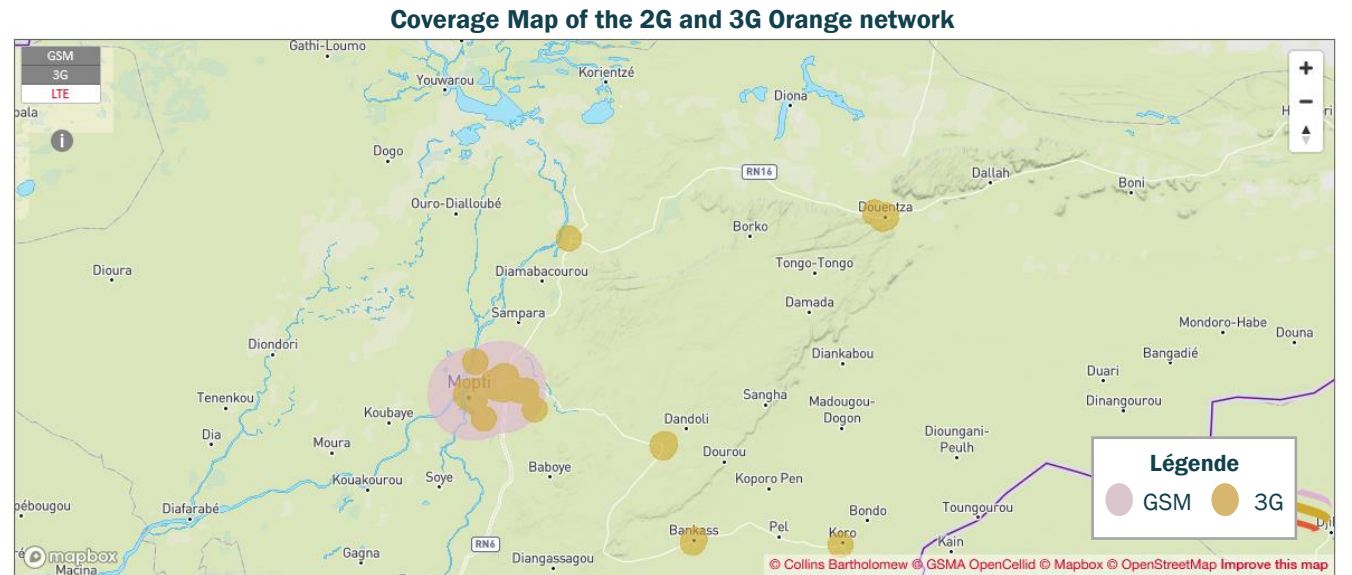 Coverage Map of the 2G and 3G Orange network
GSM
3G
LTE
Gathi-Loumo
Youwarou
Korientzé
Diona
Dogo
RN16
Dallah
Boni
Ouro-Dialloubé
Douentza
Borko
Dioura
Diamabacourou
Tongo-Tongo
Damada
Sampara
Mondoro-Habe
Douna
Diondori
Diankabou
Bangadié
Duari
Mopti
Tenenkou
Koubaye
Sangha
Madougou-
Dogon
Dinangourou
Dandoli
Dia
Moura
Dioungani-
Peulh
Dourou
Légende
GSM
3G
Baboye
Kouakourou
Soye
Koporo Pen
Diafarabé
Bondo
Toungourou
Bankass
Pel
Koro
Kain
RN6
Gagna
Diangassagou
mapbox
Macina
© Collins Bartholomew © GSMA OpenCellid © Mapbox © OpenStreetMap Improve this map